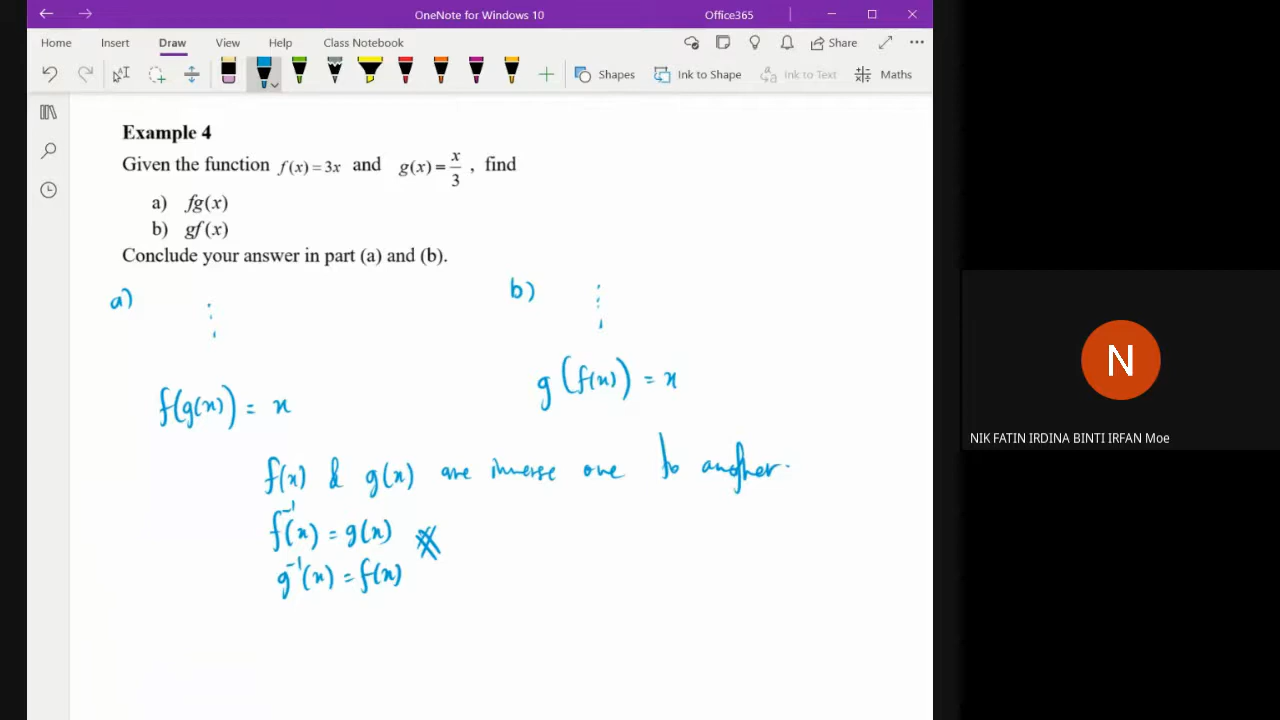 OneNote for Windows 10
Office365
Home Insert Draw View Help Class Notebook
Share
Shapes Ink to Shape Ink to Text Maths
Example 4
Given the function f(x) = 3x and g(x) = x/3 , find
a) fg(x)
b) gf(x)
Conclude your answer in part (a) and (b).
a)
b)
f(g(x)) = x
g(f(x)) = x
f(x) & g(x) are inverse one to another.
f⁻¹(x) = g(x)
g⁻¹(x) = f(x)
N
NIK FATIN IRDINA BINTI IRFAN Moe